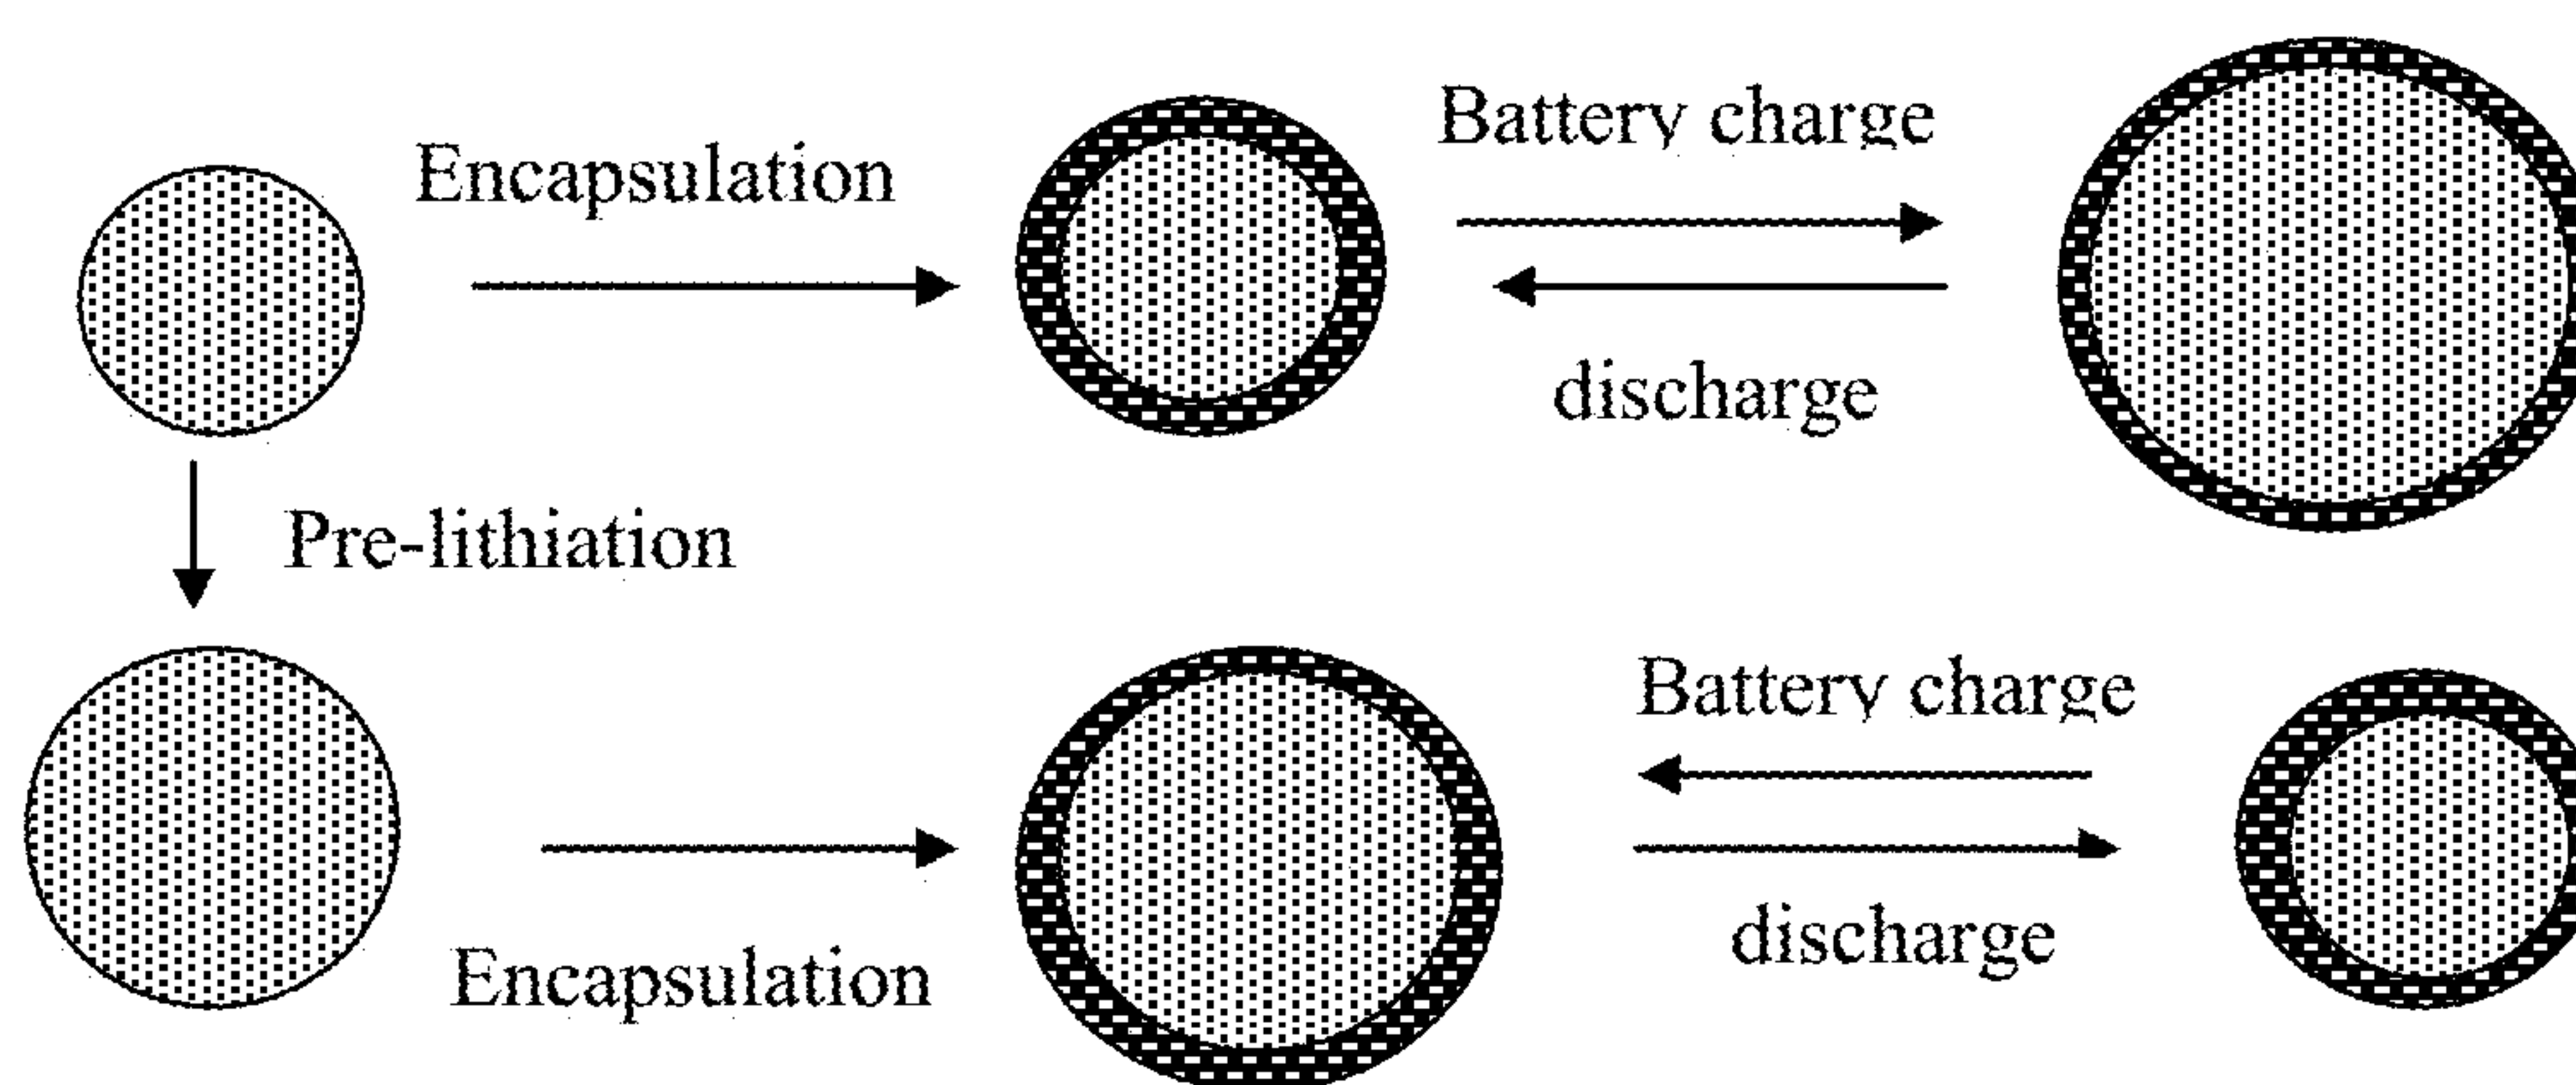 Encapsulation
Battery charge
discharge
Pre-lithiation
Battery charge
Encapsulation
discharge